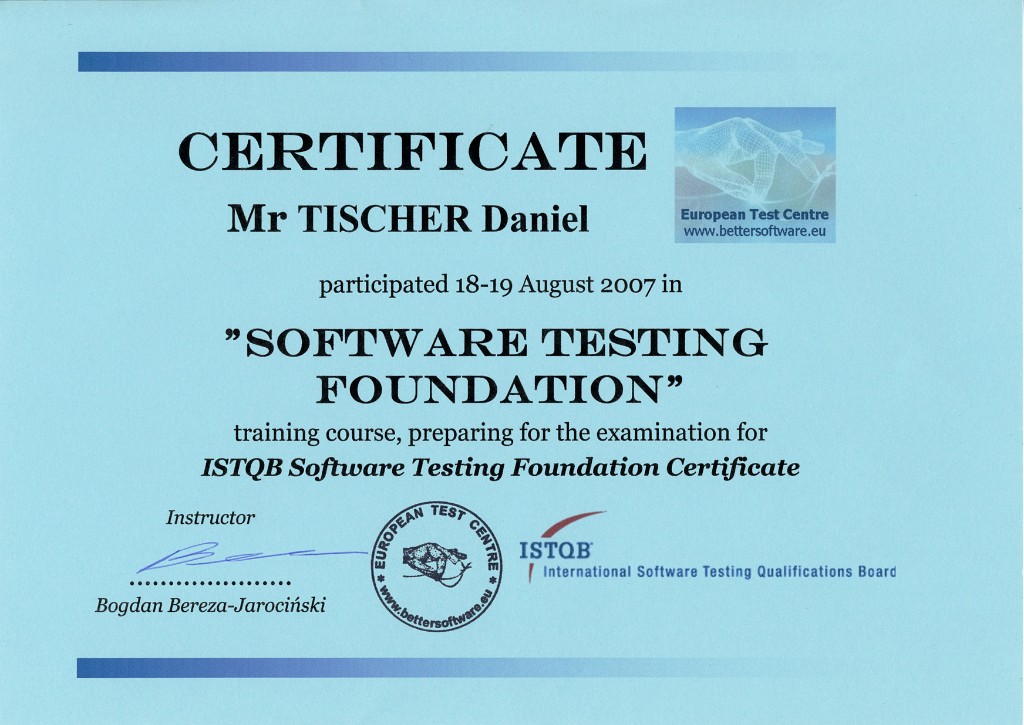 CERTIFICATE
Mr TISCHER Daniel
European Test Centre
www.bettersoftware.eu
participated 18-19 August 2007 in
”SOFTWARE TESTING
FOUNDATION”
training course, preparing for the examination for
ISTQB Software Testing Foundation Certificate
Instructor
.....................
Bogdan Bereza-Jarociński
* EUROPEAN TEST CENTRE *
www.bettersoftware.eu
ISTQB®
International Software Testing Qualifications Board